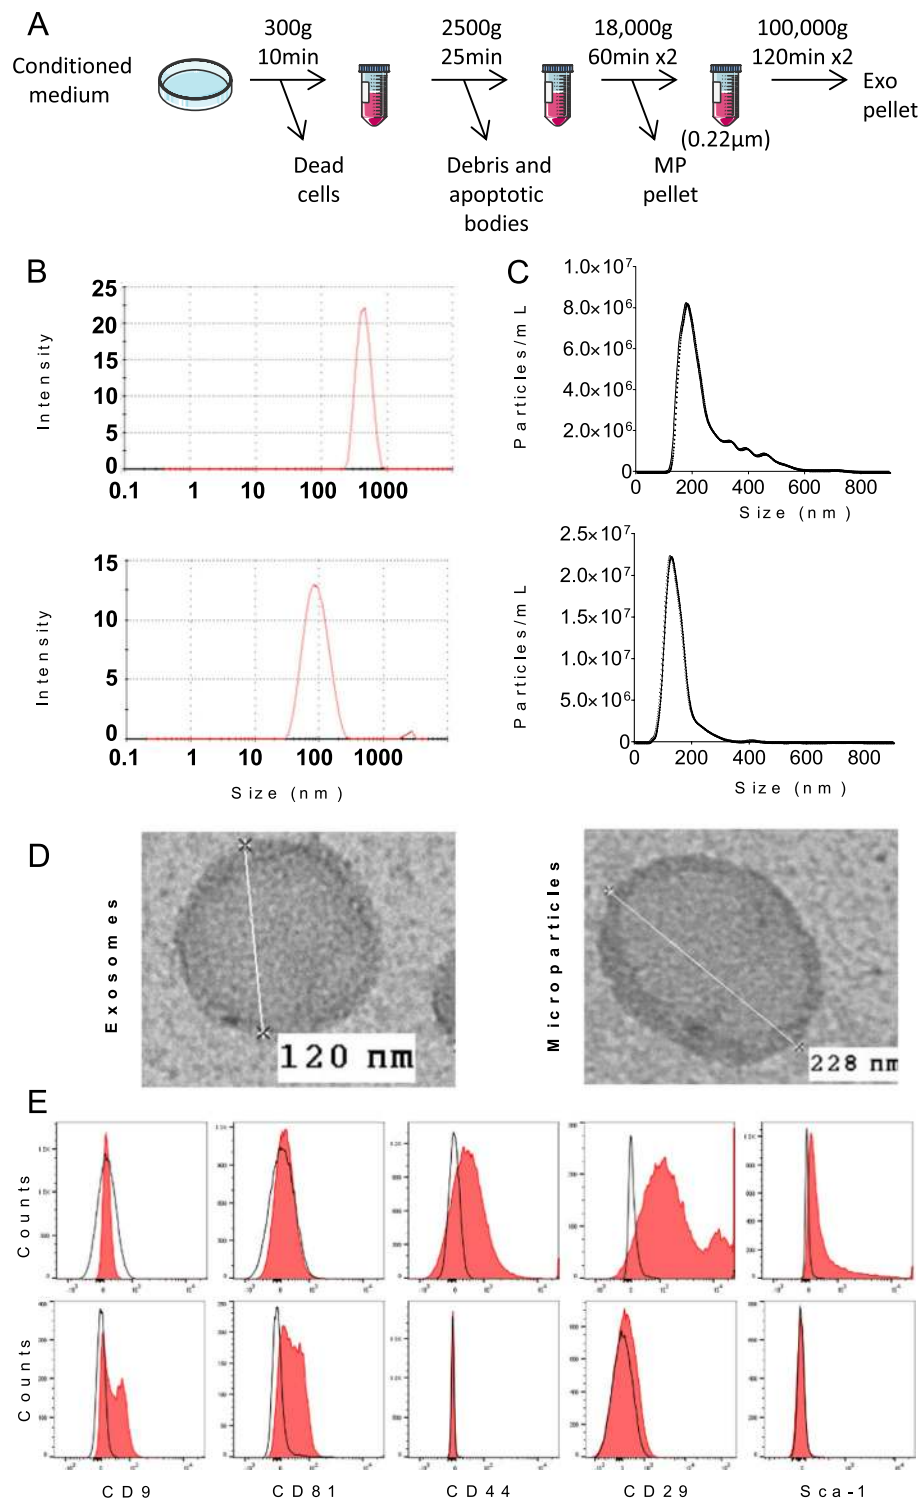 A
300g
10min
2500g
25min
18,000g
60min x2
100,000g
120min x2
Conditioned
medium
Exo
pellet
(0.22µm)
Dead
cells
Debris and
apoptotic
bodies
MP
pellet
B
Intensity
25
20
15
10
5
0
0.1 1 10 100 1000
Intensity
15
10
5
0
0.1 1 10 100 1000
Size (nm)
C
Particles/mL
1.0×10⁷
8.0×10⁶
6.0×10⁶
4.0×10⁶
2.0×10⁶
0
0 200 400 600 800
Size (nm)
Particles/mL
2.5×10⁷
2.0×10⁷
1.5×10⁷
1.0×10⁷
5.0×10⁶
0
0 200 400 600 800
Size (nm)
D
Exosomes
120 nm
Microparticles
228 nm
E
Counts
Counts
CD9 CD81 CD44 CD29 Sca-1